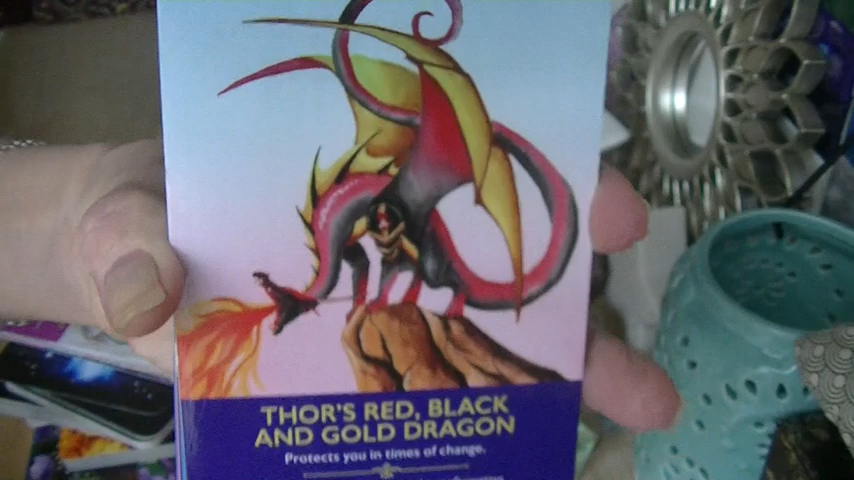 THOR'S RED, BLACK
AND GOLD DRAGON
Protects you in times of change.